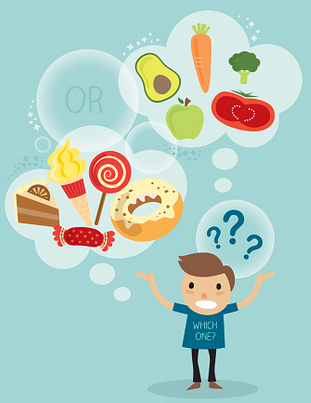 OR
? ? ?
WHICH
ONE?